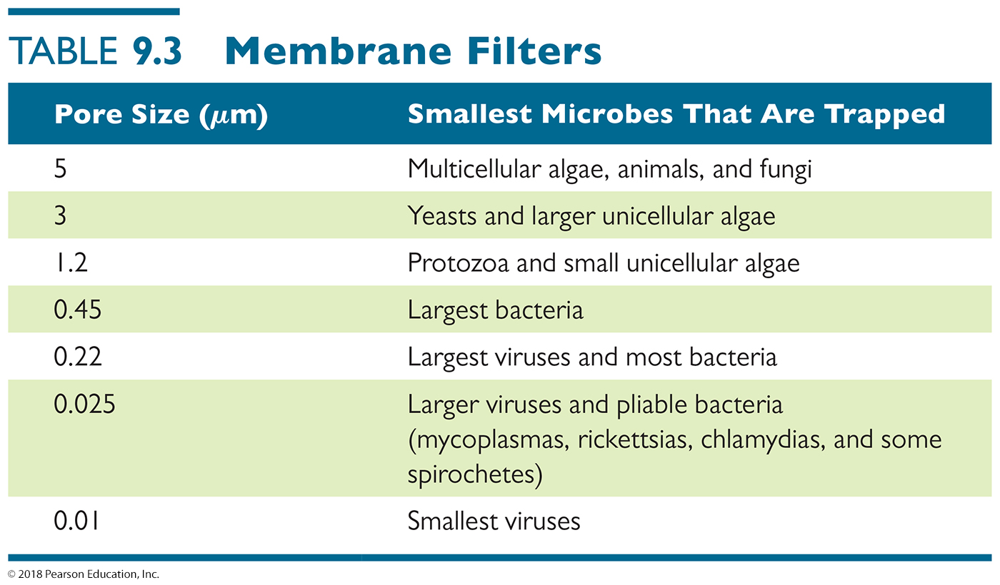 TABLE 9.3 Membrane Filters
Pore Size (μm) Smallest Microbes That Are Trapped
5 Multicellular algae, animals, and fungi
3 Yeasts and larger unicellular algae
1.2 Protozoa and small unicellular algae
0.45 Largest bacteria
0.22 Largest viruses and most bacteria
0.025 Larger viruses and pliable bacteria
(mycoplasmas, rickettsias, chlamydias, and some
spirochetes)
0.01 Smallest viruses
© 2018 Pearson Education, Inc.